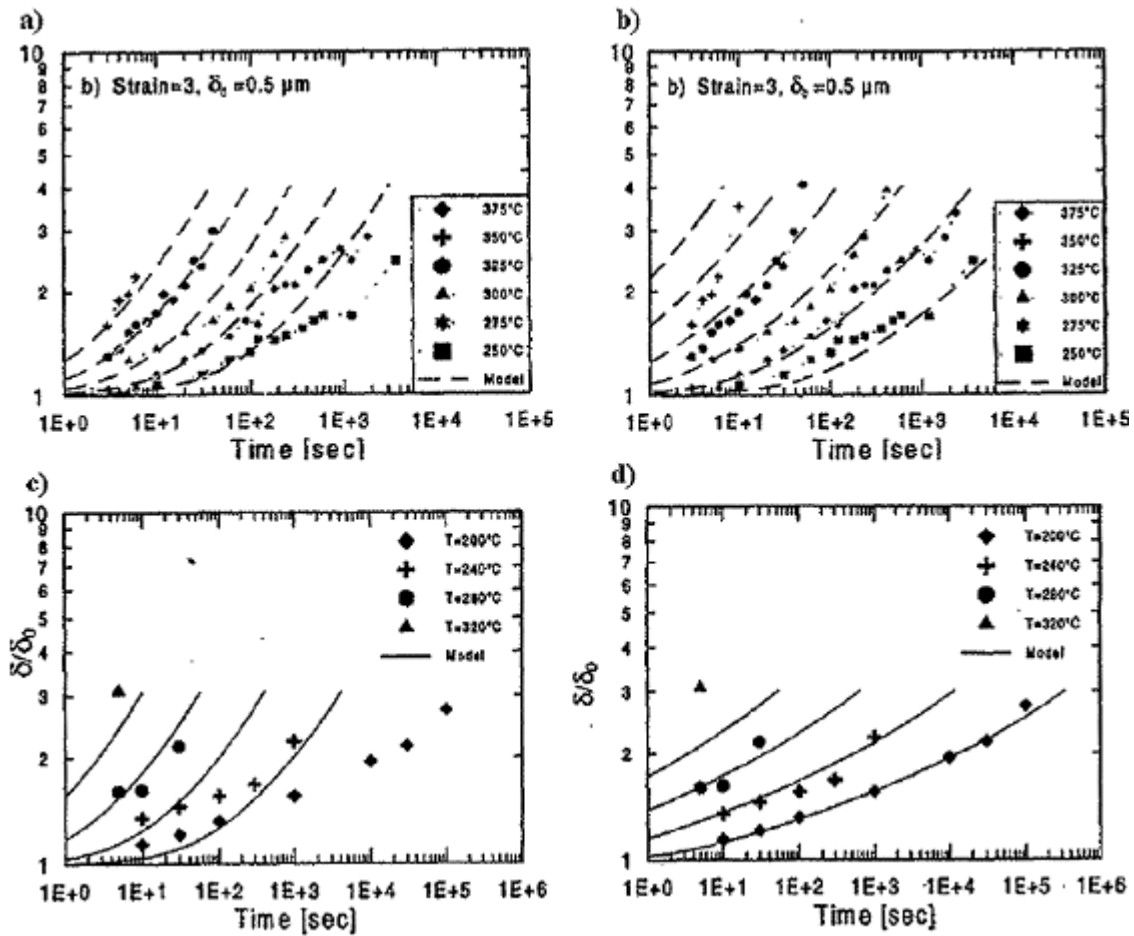 a)
10
9
8
7
6
5
4
3
2
1
b) Strain=3, δ₀ =0.5 μm
375°C
350°C
325°C
300°C
275°C
250°C
Model
1E+0 1E+1 1E+2 1E+3 1E+4 1E+5
Time [sec]
b)
10
9
8
7
6
5
4
3
2
1
b) Strain=3, δ₀ =0.5 μm
375°C
350°C
325°C
300°C
275°C
250°C
Model
1E+0 1E+1 1E+2 1E+3 1E+4 1E+5
Time [sec]
c)
10
9
8
7
6
5
4
3
2
1
δ/δ₀
T=200°C
T=240°C
T=280°C
T=320°C
Model
1E+0 1E+1 1E+2 1E+3 1E+4 1E+5 1E+6
Time [sec]
d)
10
9
8
7
6
5
4
3
2
1
δ/δ₀
T=200°C
T=240°C
T=280°C
T=320°C
Model
1E+0 1E+1 1E+2 1E+3 1E+4 1E+5 1E+6
Time [sec]